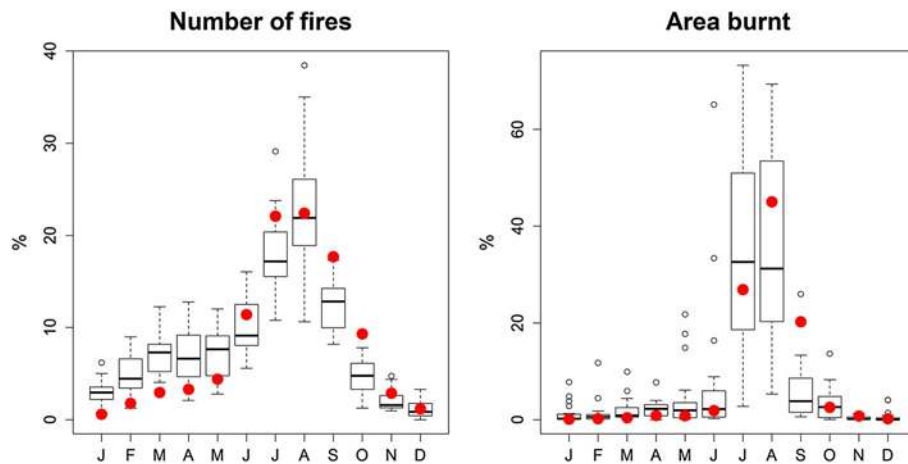 Number of fires
Area burnt
%
40
30
20
10
0
J F M A M J J A S O N D
%
60
40
20
0
J F M A M J J A S O N D